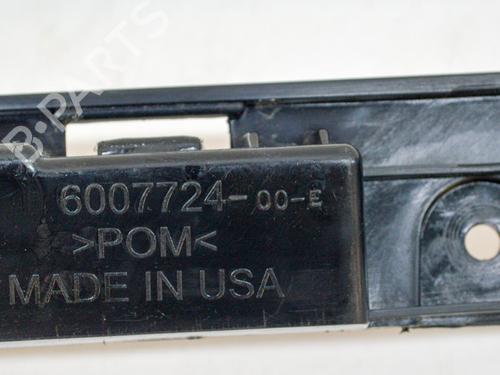 B-PARTS
6007724-00-E
>POM<
MADE IN USA